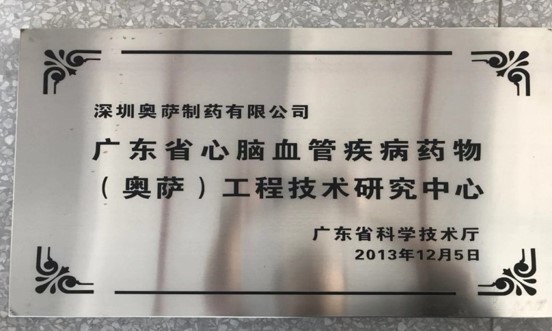 深圳奥萨制药有限公司
广东省心脑血管疾病药物
（奥萨）工程技术研究中心
广东省科学技术厅
2013年12月5日